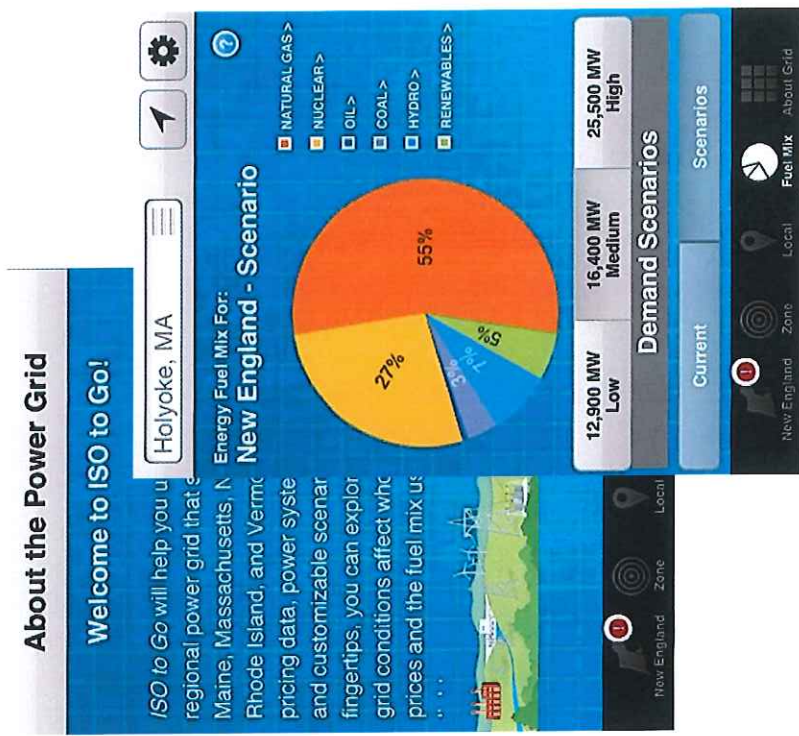 About the Power Grid
Welcome to ISO to Go!
ISO to Go will help you u
regional power grid that s
Maine, Massachusetts, N
Rhode Island, and Vermo
pricing data, power syste
and customizable scenar
fingertips, you can explor
grid conditions affect who
prices and the fuel mix us
New England
Zone
Local
Holyoke, MA
Energy Fuel Mix For:
New England - Scenario
?
NATURAL GAS >
NUCLEAR >
OIL >
COAL >
HYDRO >
RENEWABLES >
55%
27%
3%
7%
5%
12,900 MW
Low
16,400 MW
Medium
25,500 MW
High
Demand Scenarios
Current
Scenarios
New England
Zone
Local
Fuel Mix
About Grid